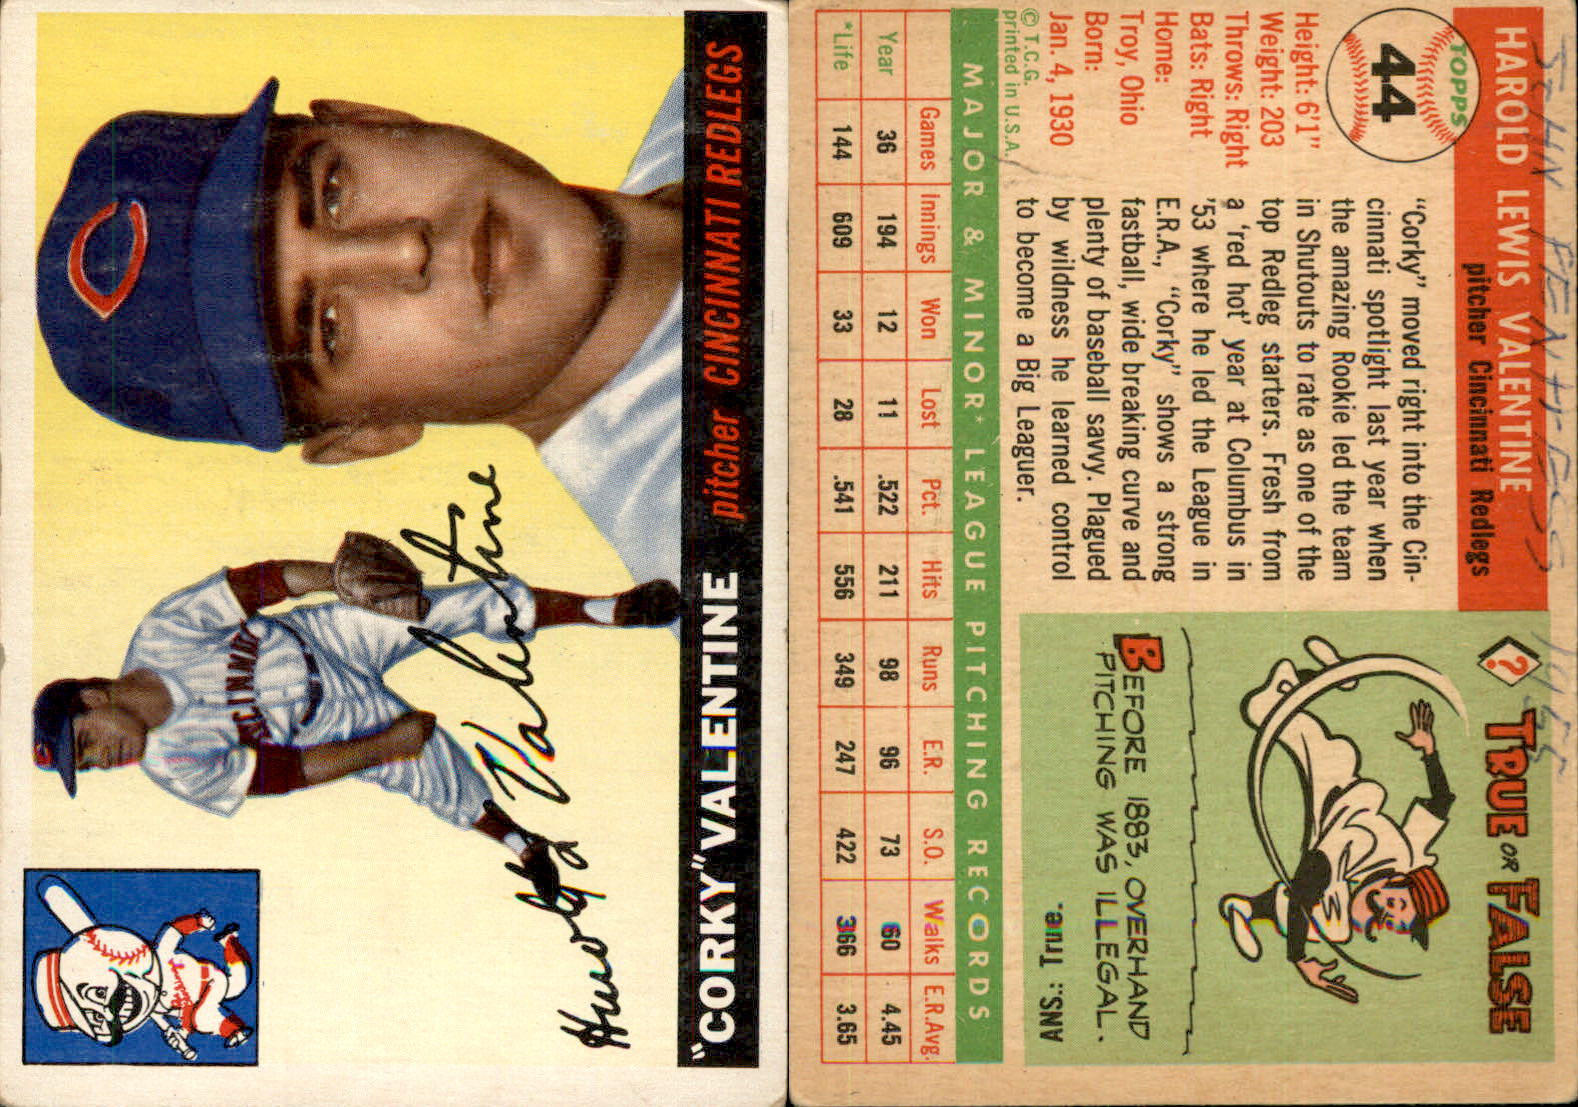 "CORKY" VALENTINE pitcher CINCINNATI REDLEGS
Harold Valentine
CINCINNATI
44
TOPPS
HAROLD LEWIS VALENTINE
pitcher Cincinnati Redlegs
Height: 6'1"
Weight: 203
Throws: Right
Bats: Right
Home:
Troy, Ohio
Born:
Jan. 4, 1930
© T.C.G.
printed in U.S.A.
"Corky" moved right into the Cin-
cinnati spotlight last year when
the amazing Rookie led the team
in Shutouts to rate as one of the
top Redleg starters. Fresh from
a 'red hot' year at Columbus in
'53 where he led the League in
E.R.A., "Corky" shows a strong
fastball, wide breaking curve and
plenty of baseball savvy. Plagued
by wildness he learned control
to become a Big Leaguer.
?
TRUE OR FALSE
BEFORE 1883, OVERHAND
PITCHING WAS ILLEGAL.
ANS.: True.
MAJOR & MINOR* LEAGUE PITCHING RECORDS
Games Innings Won Lost Pct. Hits Runs E.R. S.O. Walks E.R.Avg.
Year 36 194 12 11 .522 211 98 96 73 60 4.45
*Life 144 609 33 28 .541 556 349 247 422 366 3.65